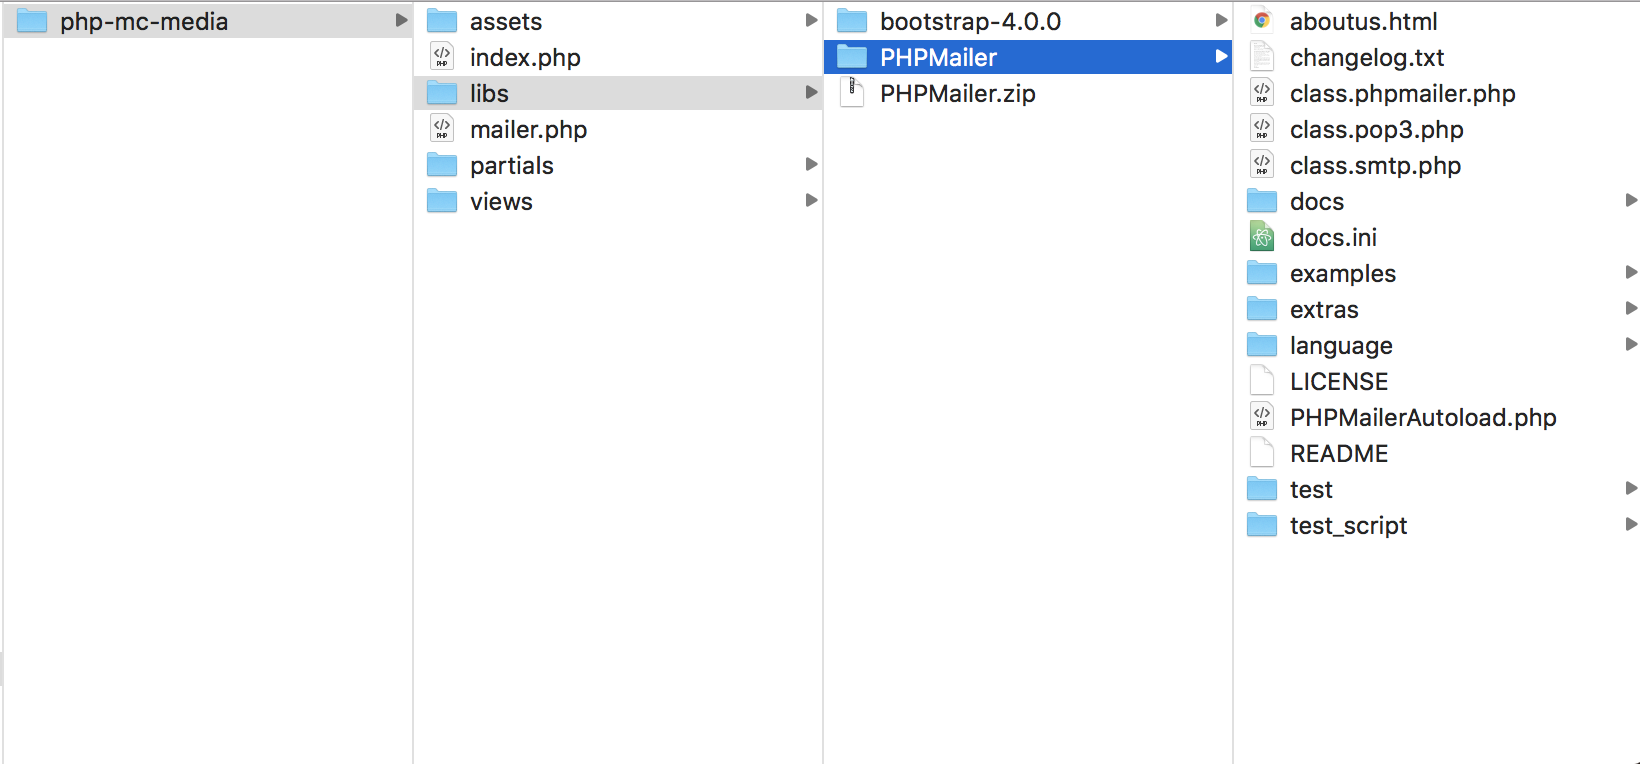 php-mc-media
assets
index.php
libs
mailer.php
partials
views
bootstrap-4.0.0
PHPMailer
PHPMailer.zip
aboutus.html
changelog.txt
class.phpmailer.php
class.pop3.php
class.smtp.php
docs
docs.ini
examples
extras
language
LICENSE
PHPMailerAutoload.php
README
test
test_script